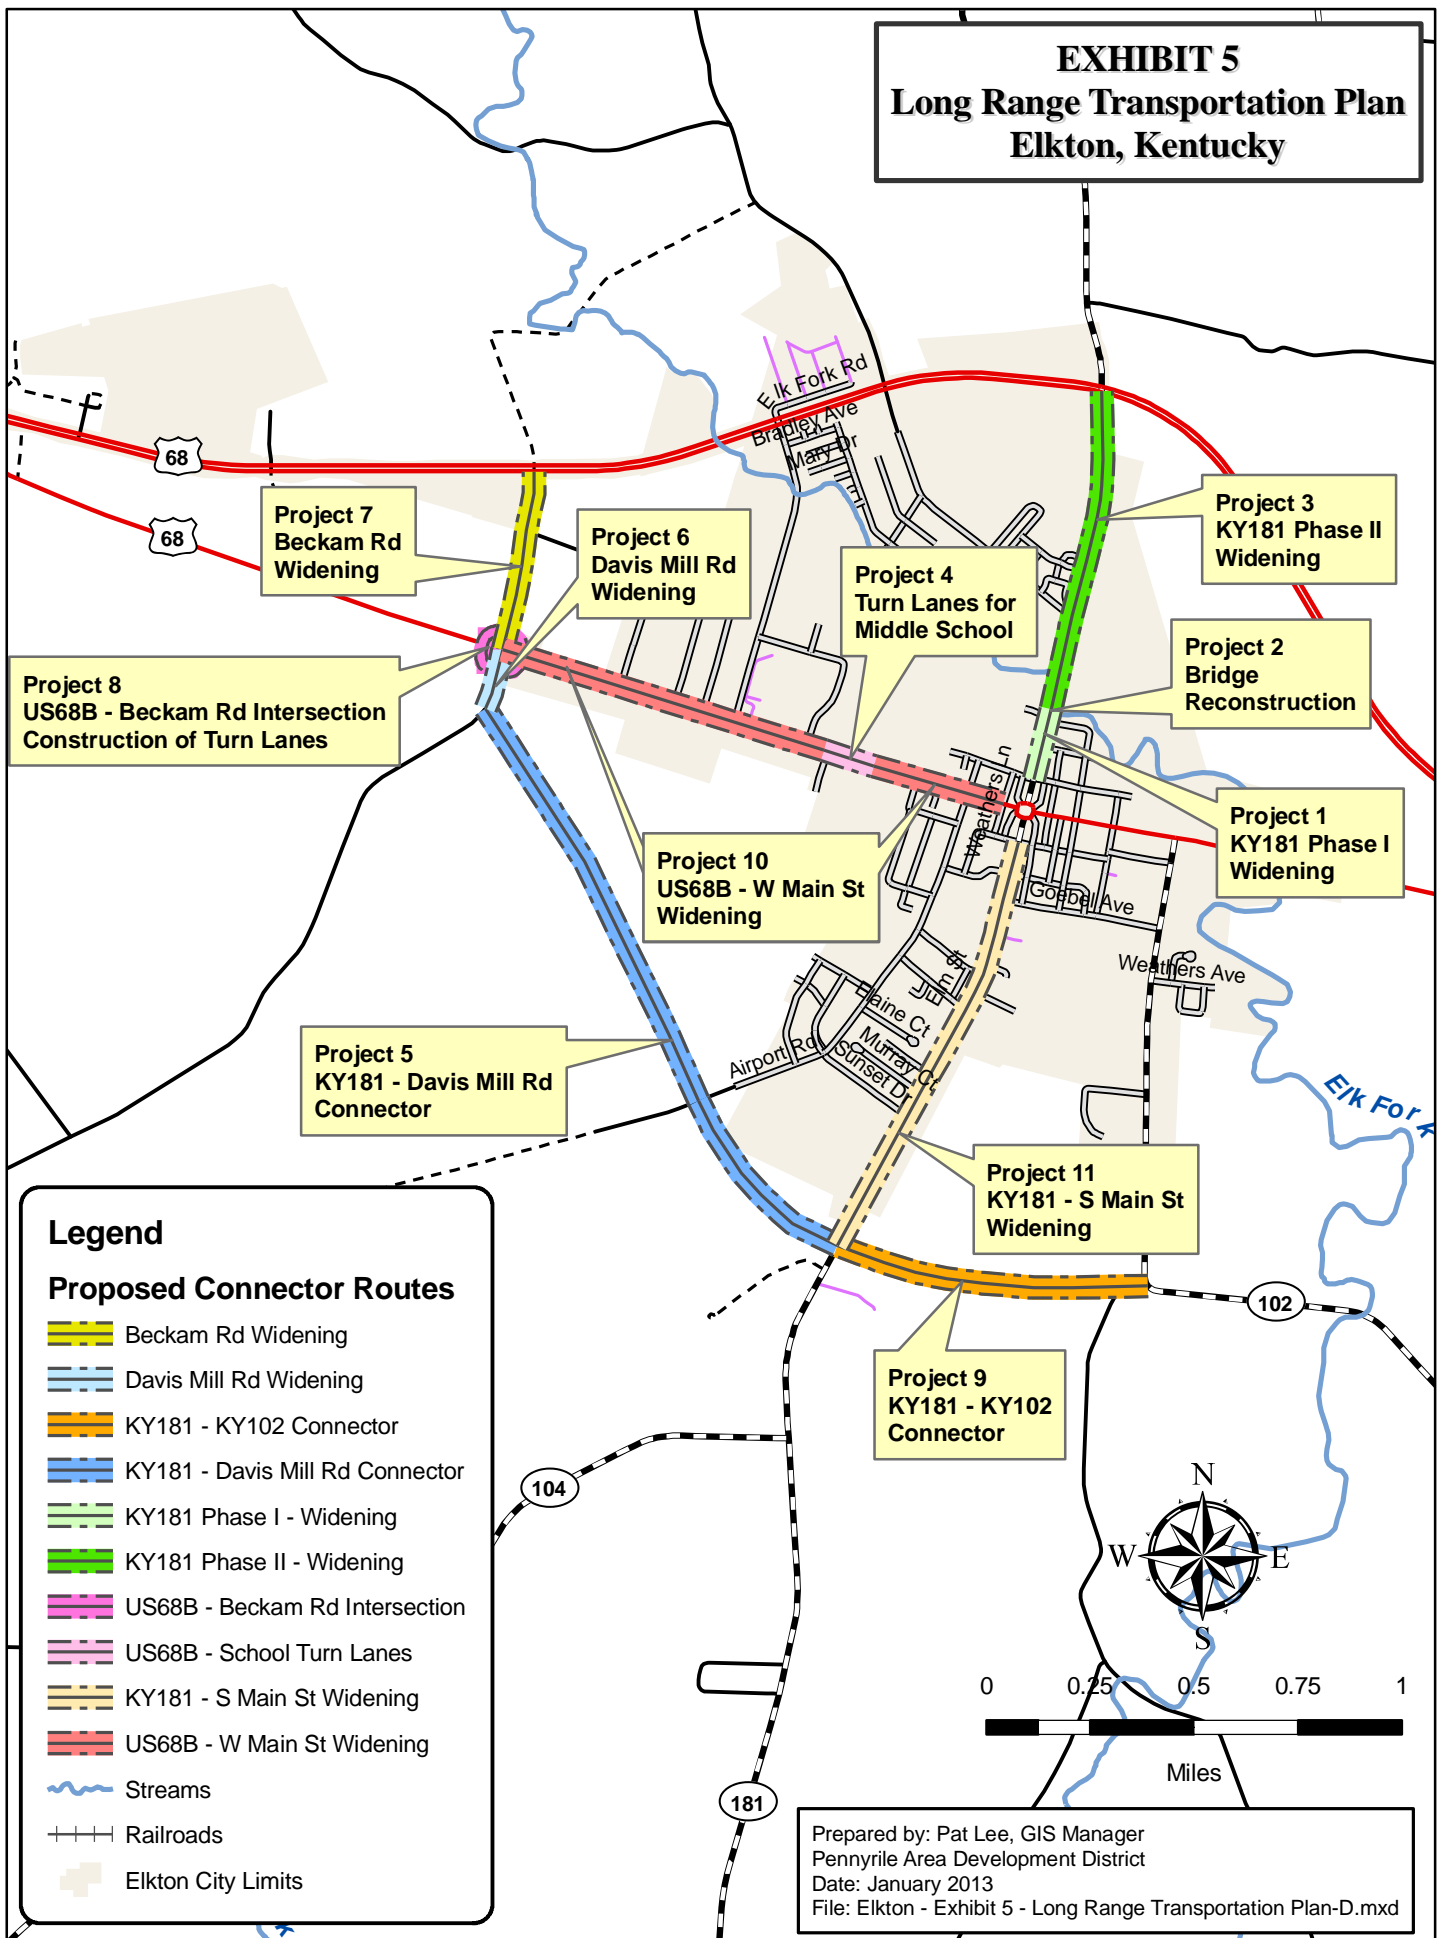 EXHIBIT 5
Long Range Transportation Plan
Elkton, Kentucky
Elk Fork Rd
Bradley Ave
Mary Dr
68
68
Project 7
Beckam Rd
Widening
Project 6
Davis Mill Rd
Widening
Project 4
Turn Lanes for
Middle School
Project 3
KY181 Phase II
Widening
Project 2
Bridge
Reconstruction
Project 8
US68B - Beckam Rd Intersection
Construction of Turn Lanes
Project 1
KY181 Phase I
Widening
Project 10
US68B - W Main St
Widening
Weathers Ln
Goebel Ave
Weathers Ave
Elm St
Elaine Ct
Murray Ct
Sunset Dr
Airport Rd
Project 5
KY181 - Davis Mill Rd
Connector
Elk Fork
Project 11
KY181 - S Main St
Widening
102
Project 9
KY181 - KY102
Connector
104
181
Legend
Proposed Connector Routes
Beckam Rd Widening
Davis Mill Rd Widening
KY181 - KY102 Connector
KY181 - Davis Mill Rd Connector
KY181 Phase I - Widening
KY181 Phase II - Widening
US68B - Beckam Rd Intersection
US68B - School Turn Lanes
KY181 - S Main St Widening
US68B - W Main St Widening
Streams
Railroads
Elkton City Limits
N
W E
S
0 0.25 0.5 0.75 1
Miles
Prepared by: Pat Lee, GIS Manager
Pennyrile Area Development District
Date: January 2013
File: Elkton - Exhibit 5 - Long Range Transportation Plan-D.mxd